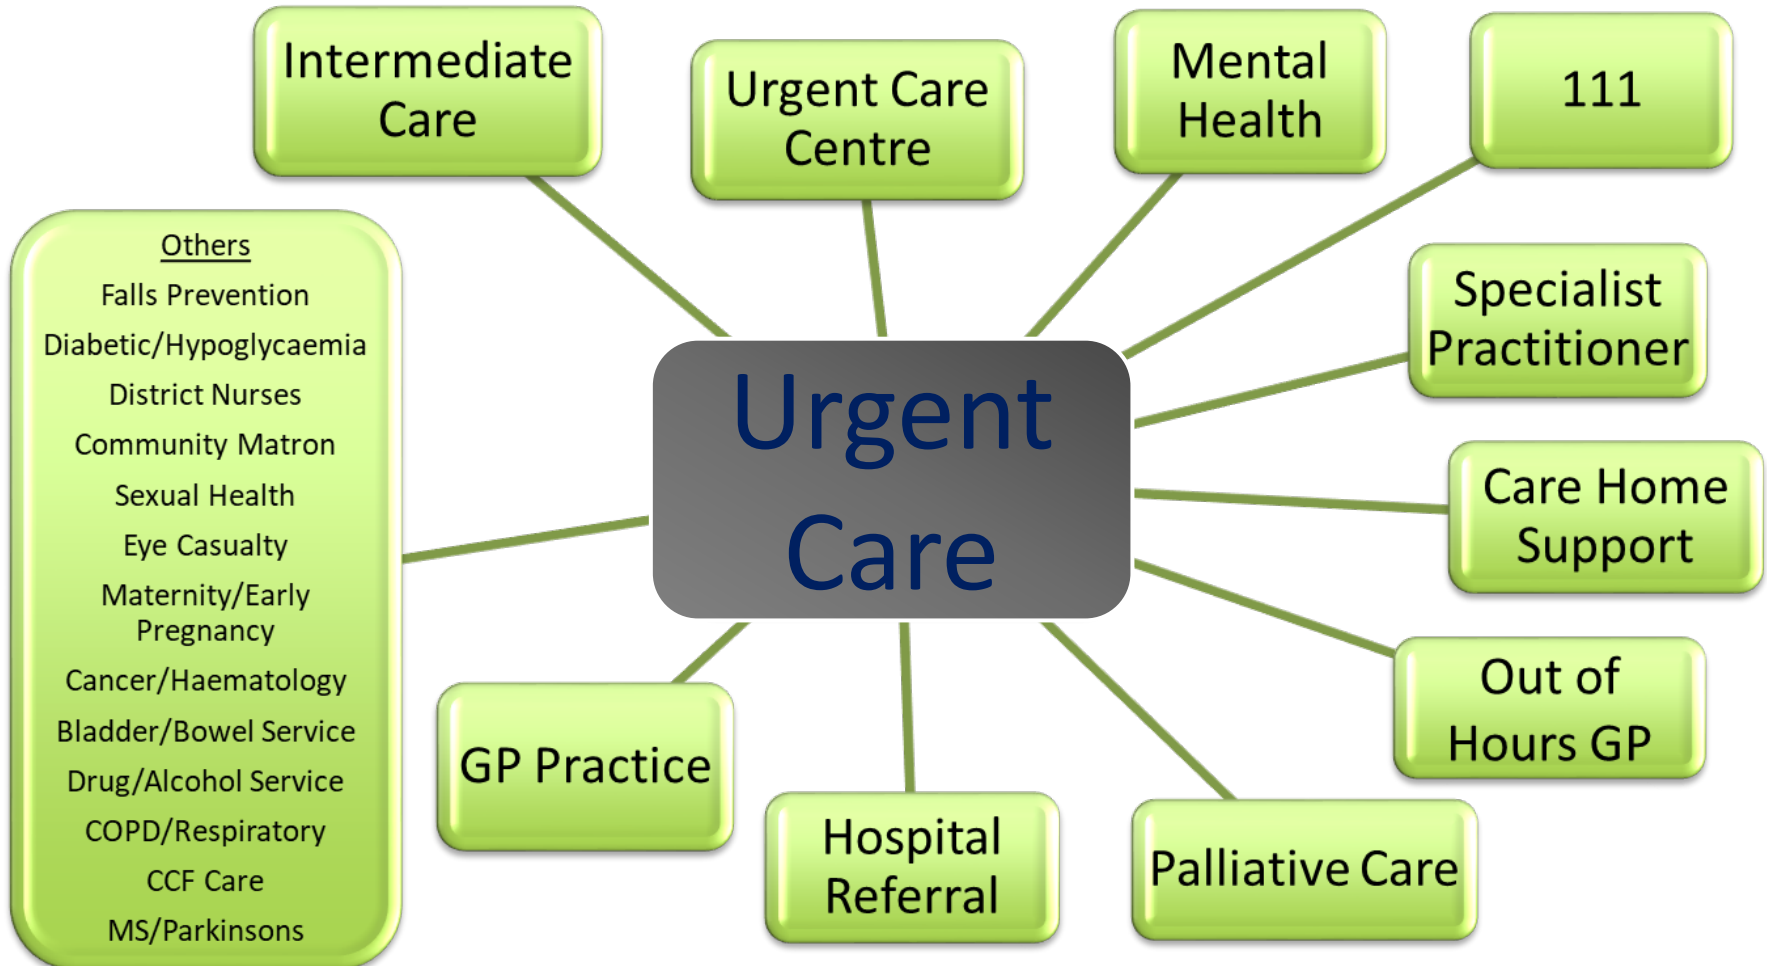 Intermediate
Care
Urgent Care
Centre
Mental
Health
111
Others
Falls Prevention
Diabetic/Hypoglycaemia
District Nurses
Community Matron
Sexual Health
Eye Casualty
Maternity/Early
Pregnancy
Cancer/Haematology
Bladder/Bowel Service
Drug/Alcohol Service
COPD/Respiratory
CCF Care
MS/Parkinsons
Urgent
Care
Specialist
Practitioner
Care Home
Support
Out of
Hours GP
GP Practice
Hospital
Referral
Palliative Care